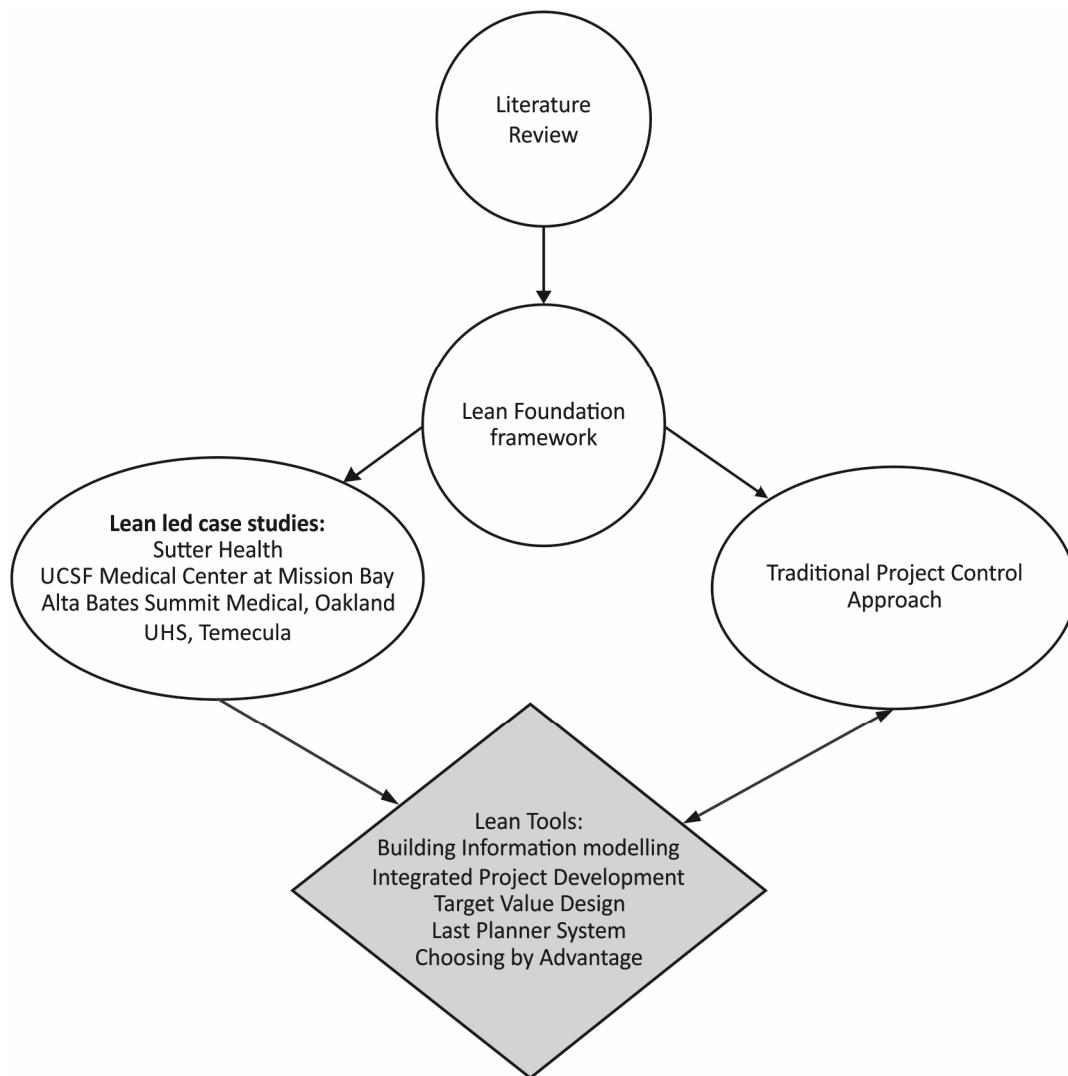 Literature
Review
Lean Foundation
framework
Lean led case studies:
Sutter Health
UCSF Medical Center at Mission Bay
Alta Bates Summit Medical, Oakland
UHS, Temecula
Traditional Project Control
Approach
Lean Tools:
Building Information modelling
Integrated Project Development
Target Value Design
Last Planner System
Choosing by Advantage